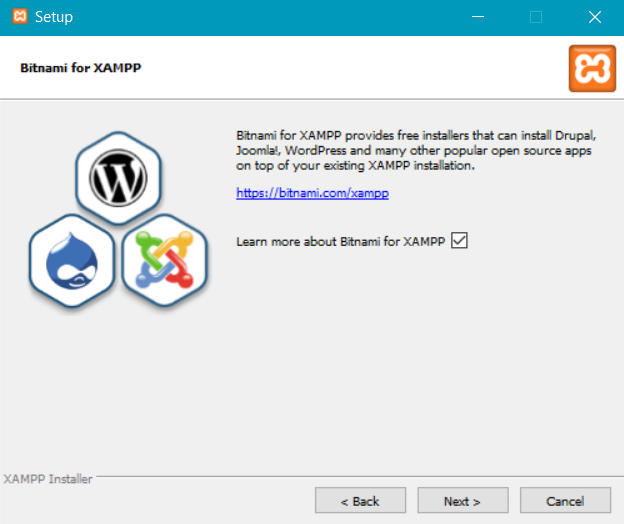 Setup
Bitnami for XAMPP
Bitnami for XAMPP provides free installers that can install Drupal,
Joomla!, WordPress and many other popular open source apps
on top of your existing XAMPP installation.
https://bitnami.com/xampp
Learn more about Bitnami for XAMPP
XAMPP Installer
< Back
Next >
Cancel